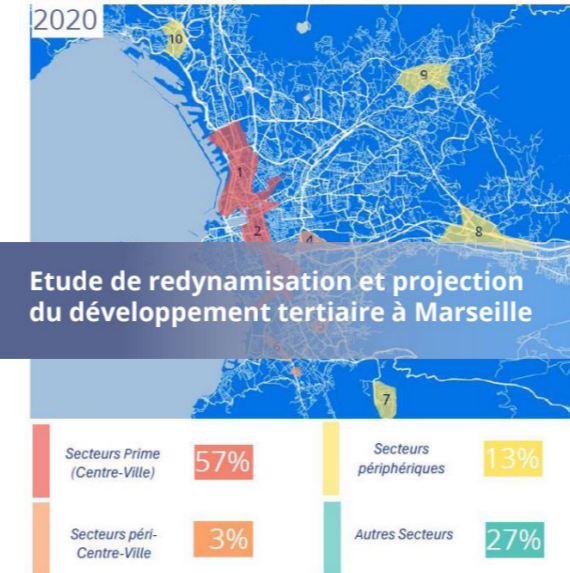 2020
10
9
1
2
4
8
Etude de redynamisation et projection
du développement tertiaire à Marseille
7
Secteurs Prime
(Centre-Ville)
57%
Secteurs
périphériques
13%
Secteurs péri-
Centre-Ville
3%
Autres Secteurs
27%